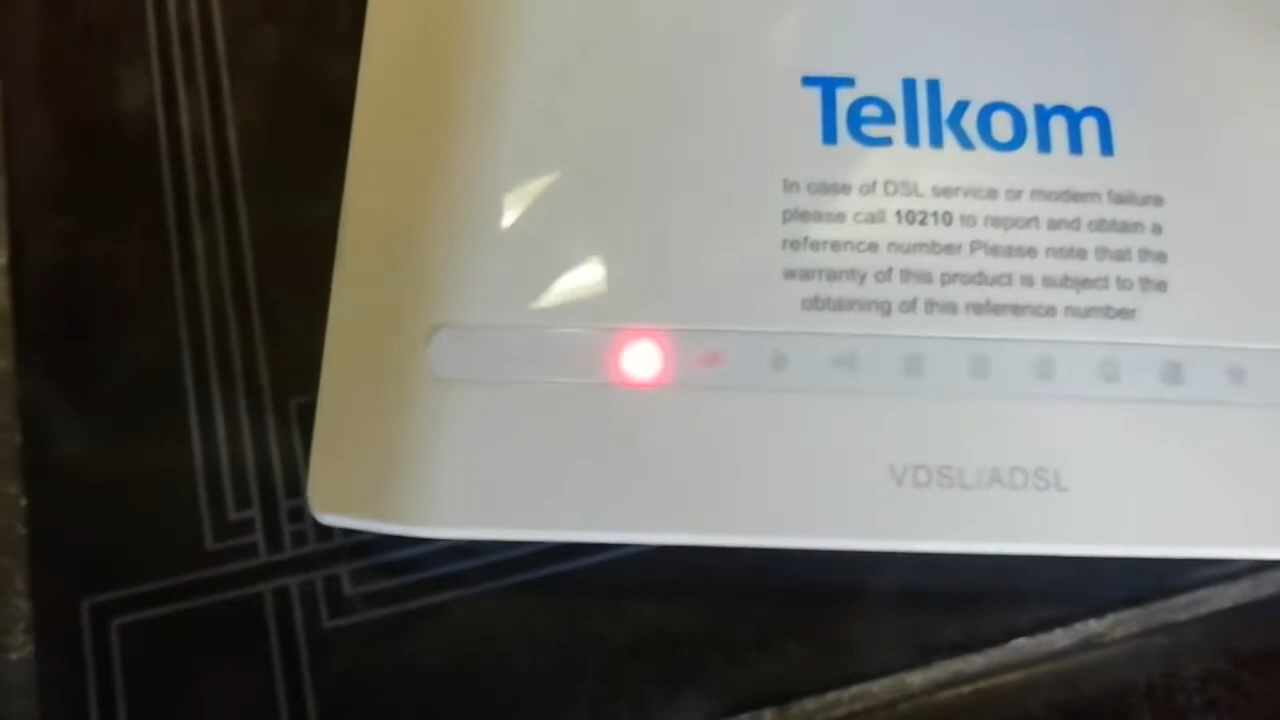 Telkom
In case of DSL service or modem failure
please call 10210 to report and obtain a
reference number. Please note that the
warranty of this product is subject to the
obtaining of this reference number.
VDSL/ADSL